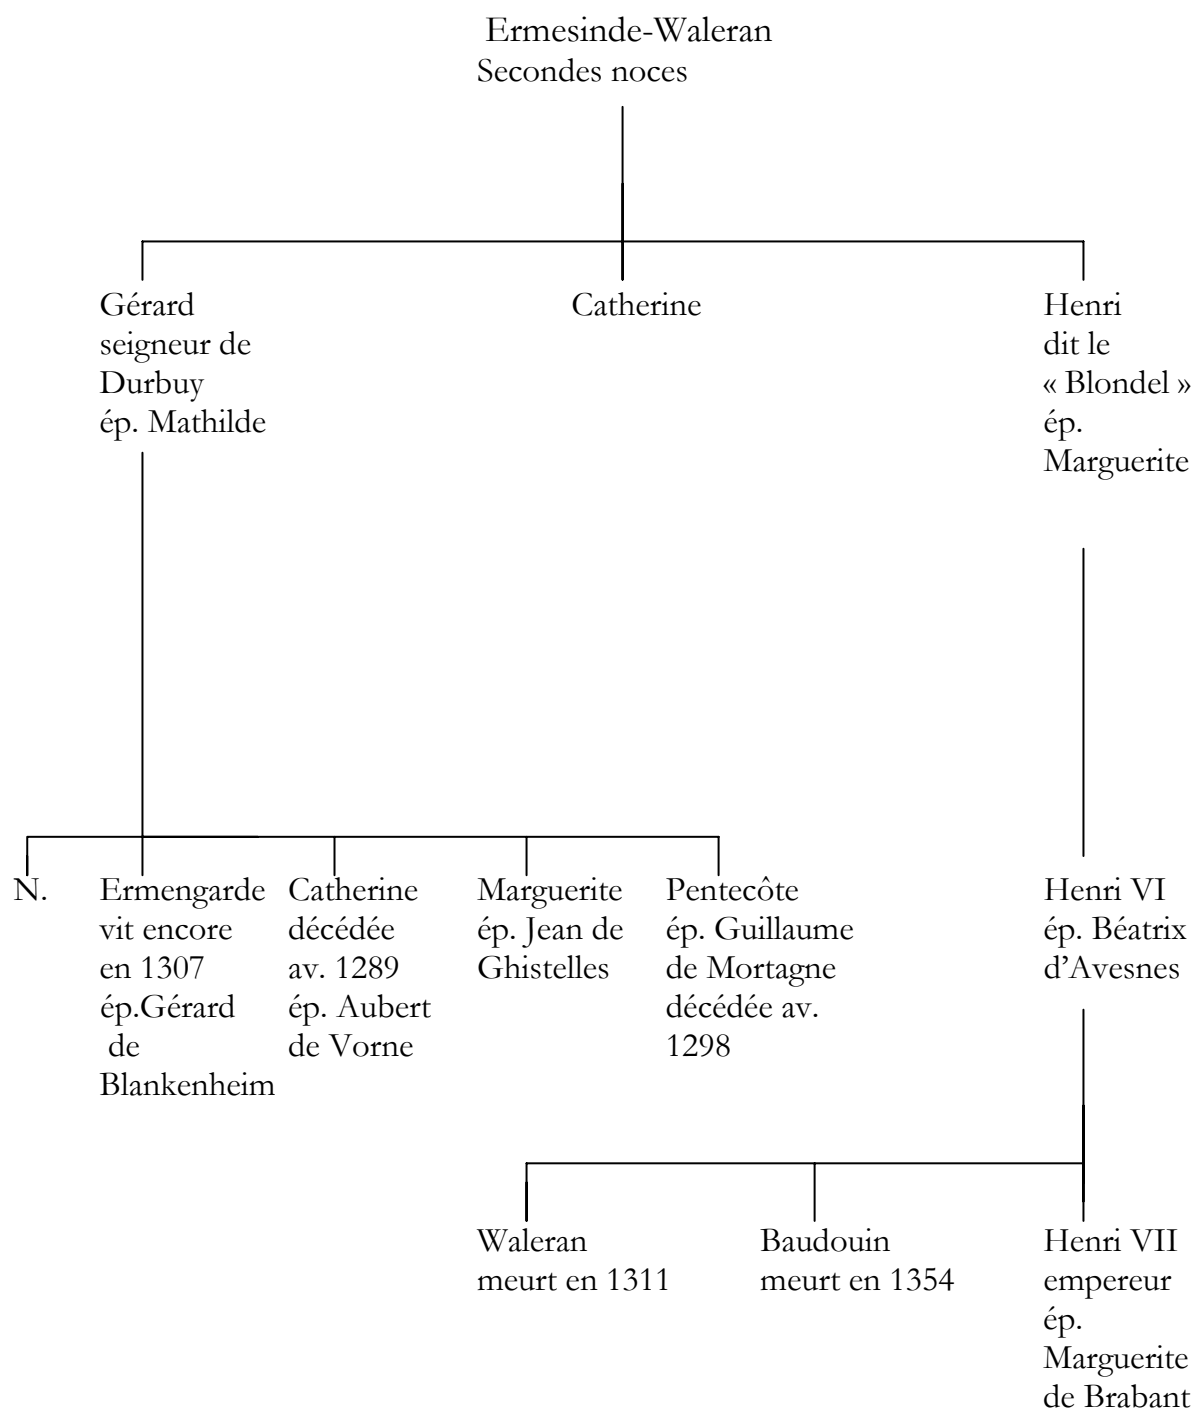 Ermesinde-Waleran
Secondes noces
Gérard
seigneur de
Durbuy
ép. Mathilde
Catherine
Henri
dit le
« Blondel »
ép.
Marguerite
N.
Ermengarde
vit encore
en 1307
ép.Gérard
de
Blankenheim
Catherine
décédée
av. 1289
ép. Aubert
de Vorne
Marguerite
ép. Jean de
Ghistelles
Pentecôte
ép. Guillaume
de Mortagne
décédée av.
1298
Henri VI
ép. Béatrix
d'Avesnes
Waleran
meurt en 1311
Baudouin
meurt en 1354
Henri VII
empereur
ép.
Marguerite
de Brabant